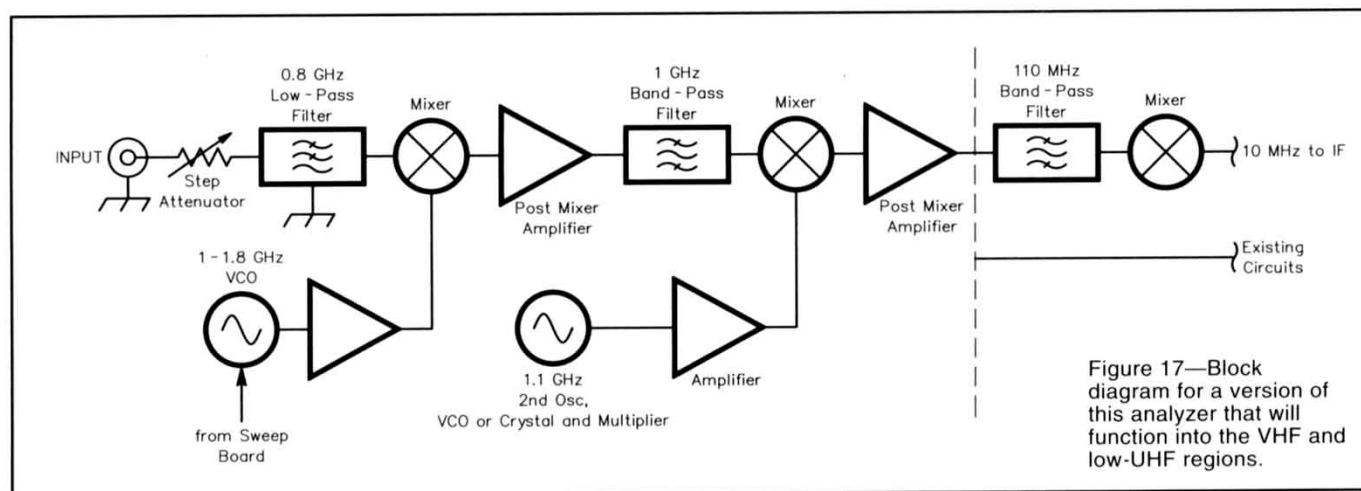 0.8 GHz
Low - Pass
Filter
Mixer
1 GHz
Band - Pass
Filter
Mixer
110 MHz
Band - Pass
Filter
Mixer
INPUT
Step
Attenuator
Post Mixer
Amplifier
Post Mixer
Amplifier
10 MHz to IF
1 - 1.8 GHz
VCO
from Sweep
Board
1.1 GHz
2nd Osc,
VCO or Crystal and Multiplier
Amplifier
Existing
Circuits
Figure 17—Block
diagram for a version of
this analyzer that will
function into the VHF and
low-UHF regions.